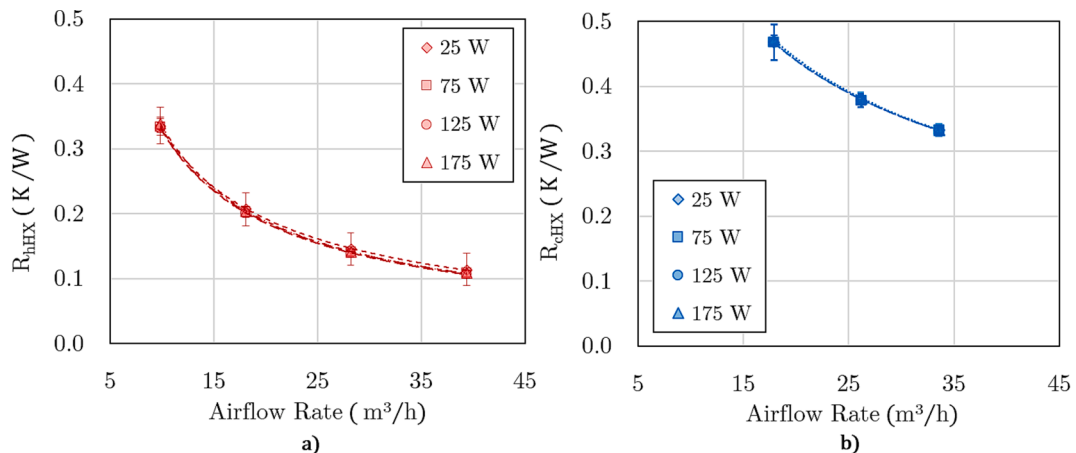 0.5
0.4
0.3
0.2
0.1
0.0
R_hHX ( K /W )
25 W
75 W
125 W
175 W
5 15 25 35 45
Airflow Rate ( m³/h)
a)
0.5
0.4
0.3
0.2
0.1
0.0
R_cHX ( K /W )
25 W
75 W
125 W
175 W
5 15 25 35 45
Airflow Rate ( m³/h)
b)